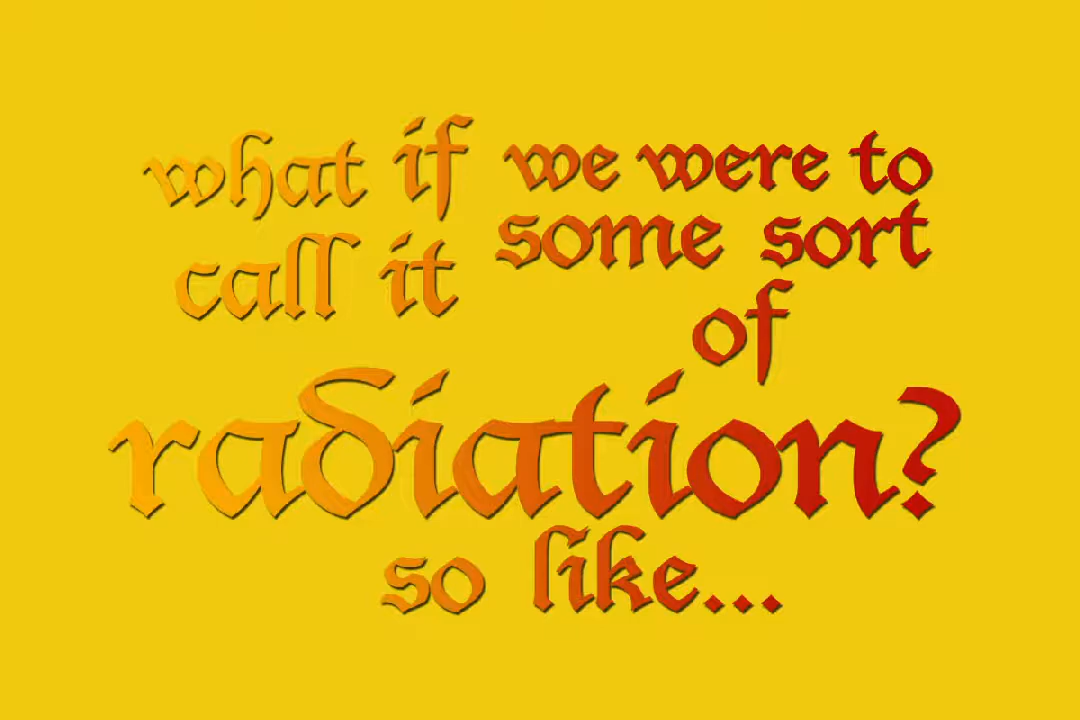 what if we were to
call it some sort
of
radiation?
so like...